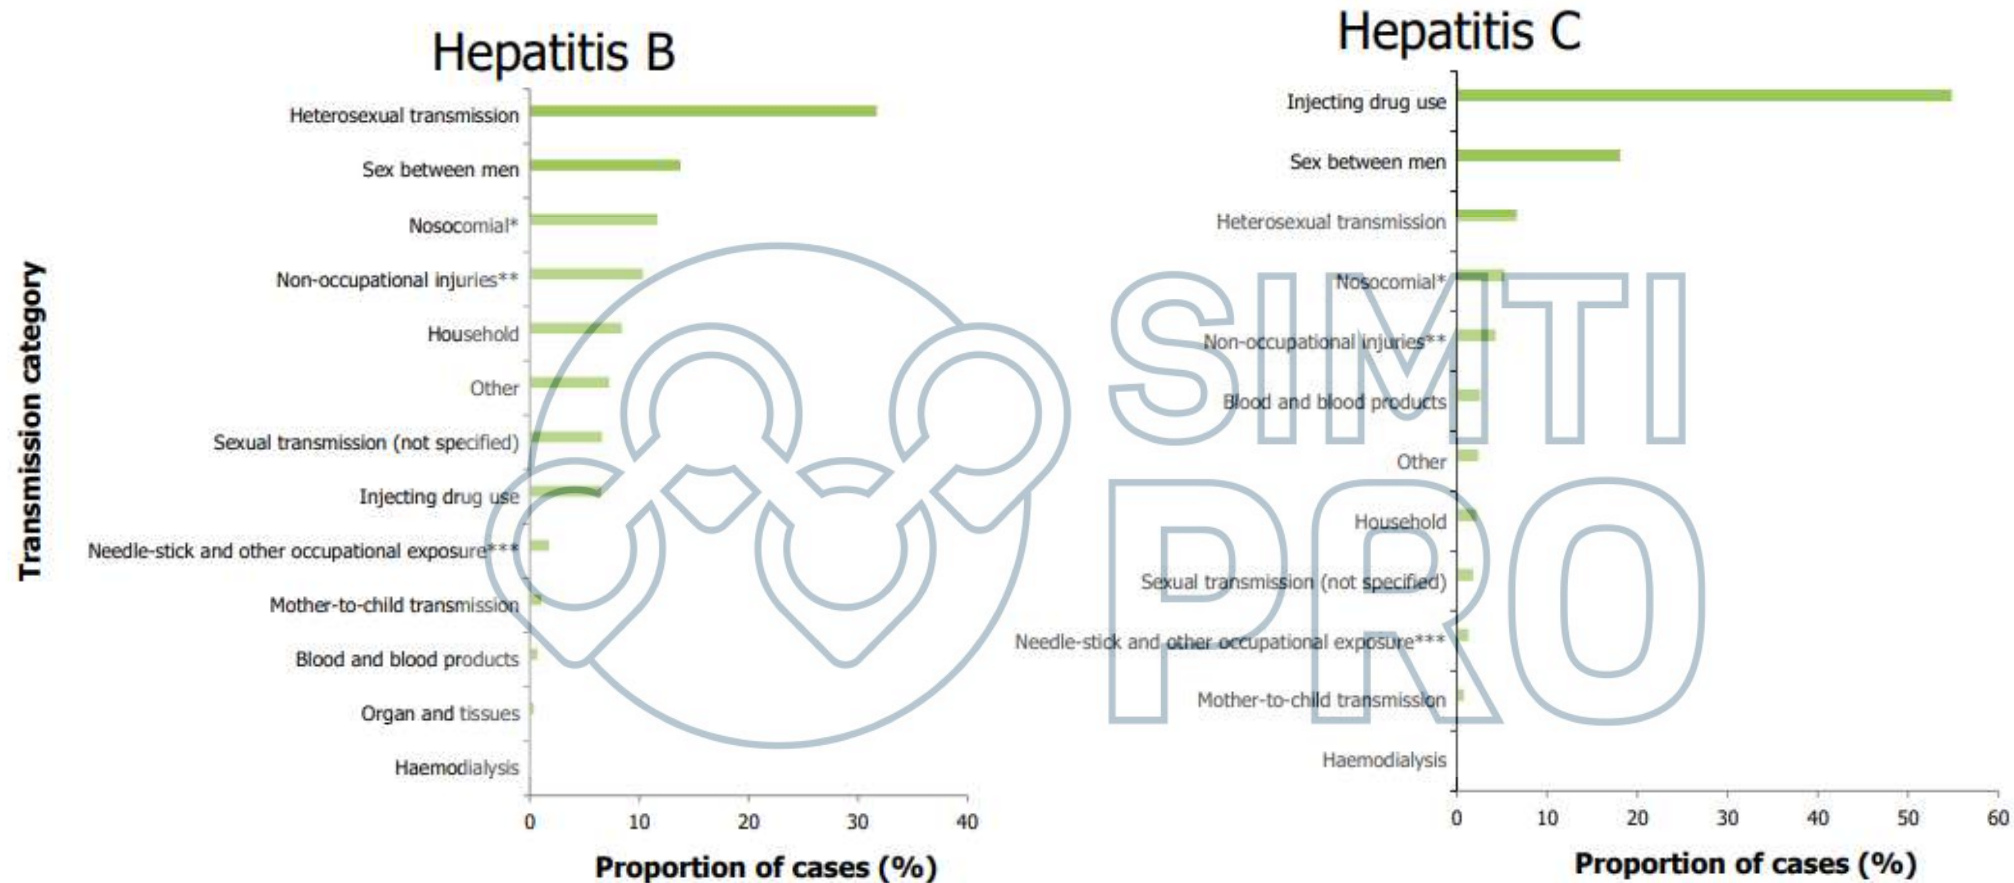 Hepatitis B
Transmission category
Heterosexual transmission
Sex between men
Nosocomial*
Non-occupational injuries**
Household
Other
Sexual transmission (not specified)
Injecting drug use
Needle-stick and other occupational exposure***
Mother-to-child transmission
Blood and blood products
Organ and tissues
Haemodialysis
0 10 20 30 40
Proportion of cases (%)
Hepatitis C
Injecting drug use
Sex between men
Heterosexual transmission
Nosocomial*
Non-occupational injuries**
Blood and blood products
Other
Household
Sexual transmission (not specified)
Needle-stick and other occupational exposure***
Mother-to-child transmission
Haemodialysis
0 10 20 30 40 50 60
Proportion of cases (%)
SIMTI
PRO